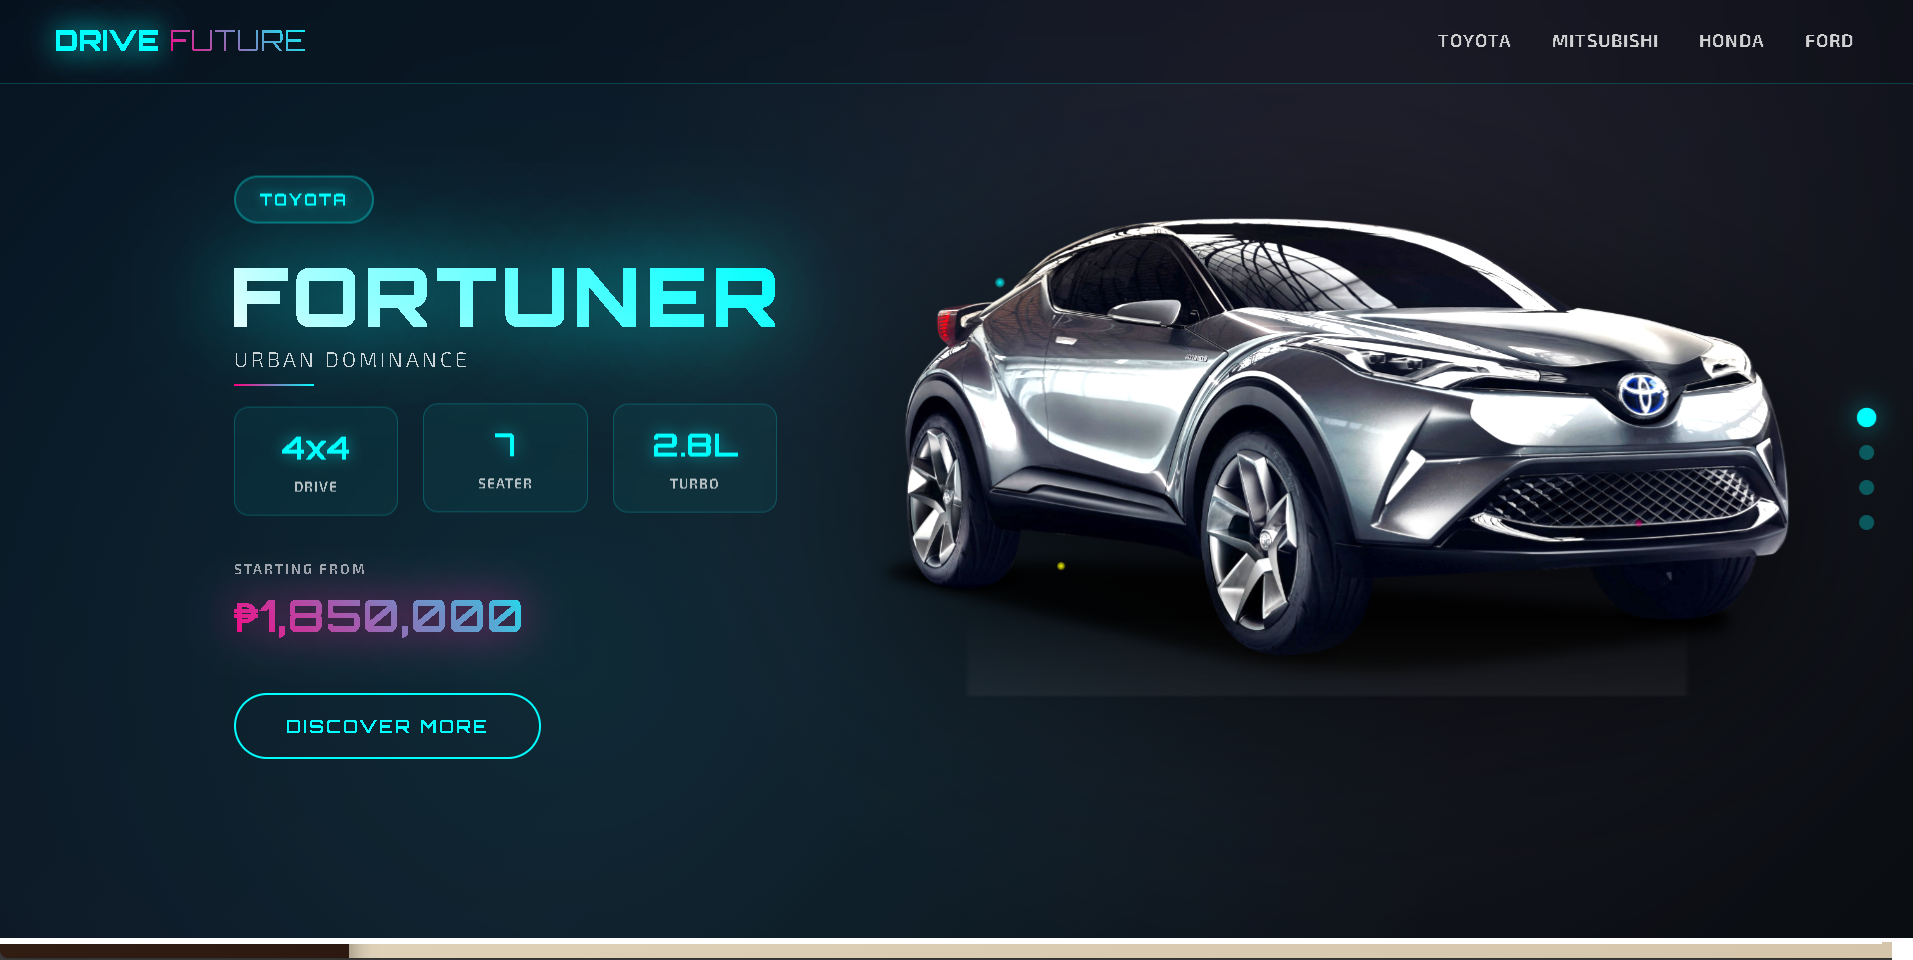 DRIVE FUTURE
TOYOTA MITSUBISHI HONDA FORD
TOYOTA
FORTUNER
URBAN DOMINANCE
4x4
DRIVE
7
SEATER
2.8L
TURBO
STARTING FROM
₱1,850,000
DISCOVER MORE